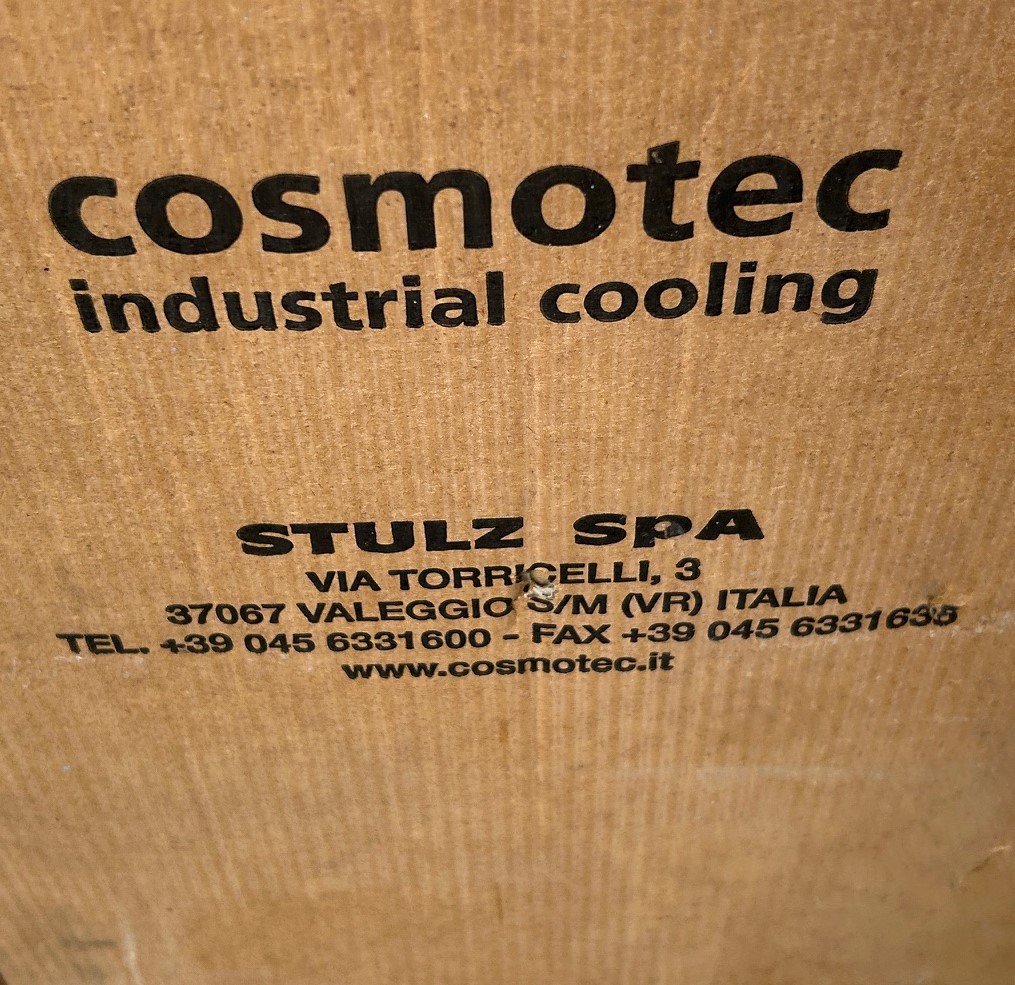 cosmotec
industrial cooling
STULZ SpA
VIA TORRICELLI, 3
37067 VALEGGIO S/M (VR) ITALIA
TEL. +39 045 6331600 - FAX +39 045 6331635
www.cosmotec.it